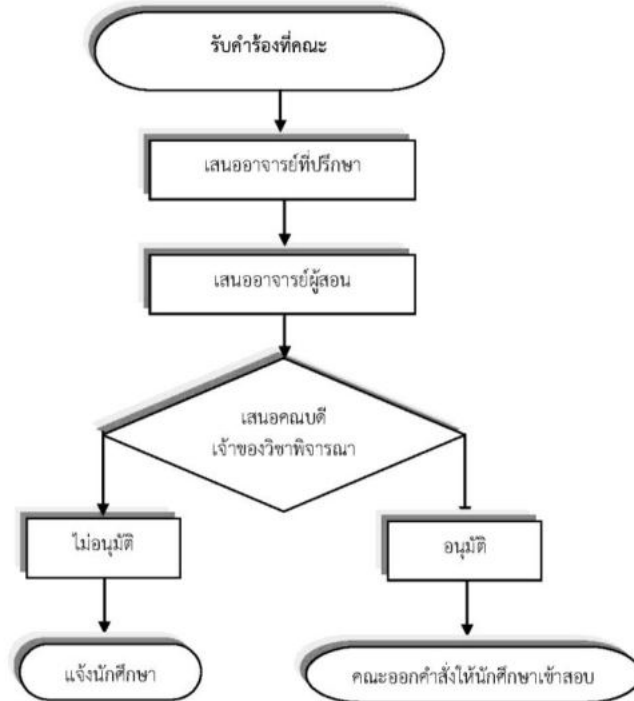 รับคำร้องที่คณะ
เสนออาจารย์ที่ปรึกษา
เสนออาจารย์ผู้สอน
เสนอคณบดี
เจ้าของวิชาพิจารณา
ไม่อนุมัติ
อนุมัติ
แจ้งนักศึกษา
คณะออกคำสั่งให้นักศึกษาเข้าสอบ